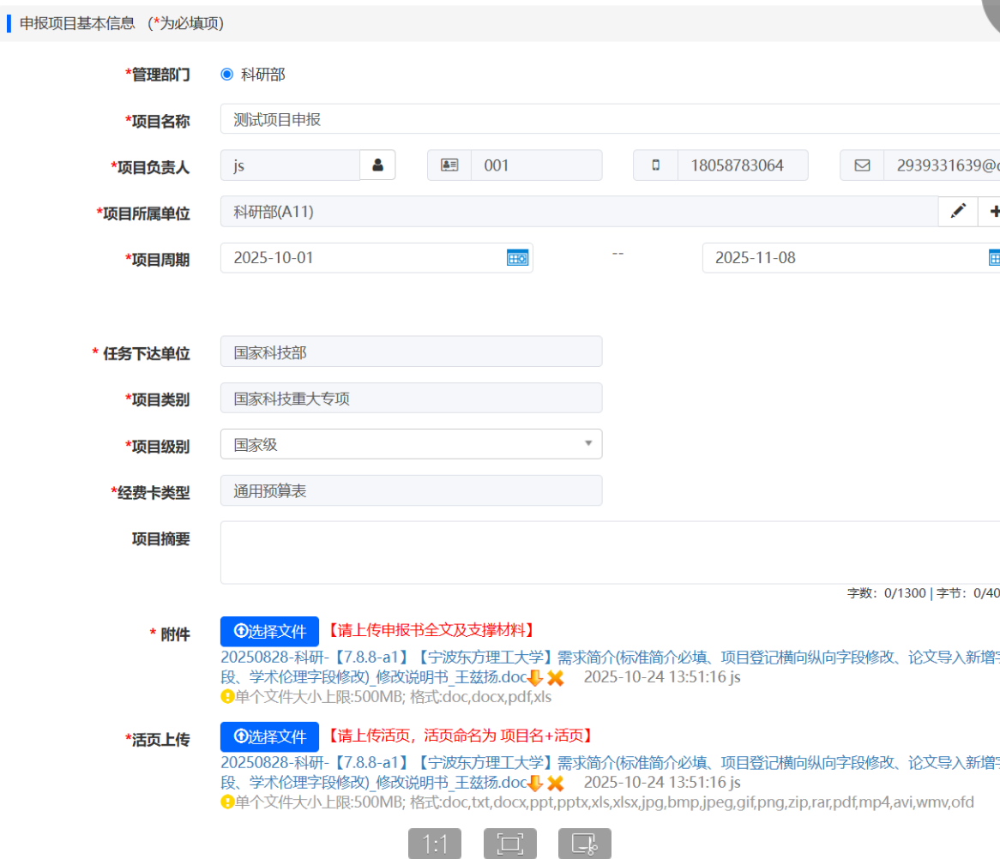 申报项目基本信息 (*为必填项)
*管理部门 科研部
*项目名称 测试项目申报
*项目负责人 js 001 18058783064 2939331639@
*项目所属单位 科研部(A11)
*项目周期 2025-10-01 -- 2025-11-08
* 任务下达单位 国家科技部
*项目类别 国家科技重大专项
*项目级别 国家级
*经费卡类型 通用预算表
项目摘要
字数：0/1300 | 字节：0/40
* 附件 选择文件 【请上传申报书全文及支撑材料】
20250828-科研-【7.8.8-a1】【宁波东方理工大学】需求简介(标准简介必填、项目登记横向纵向字段修改、论文导入新增字
段、学术伦理字段修改)_修改说明书_王兹扬.doc 2025-10-24 13:51:16 js
单个文件大小上限:500MB; 格式:doc,docx,pdf,xls
*活页上传 选择文件 【请上传活页，活页命名为 项目名+活页】
20250828-科研-【7.8.8-a1】【宁波东方理工大学】需求简介(标准简介必填、项目登记横向纵向字段修改、论文导入新增字
段、学术伦理字段修改)_修改说明书_王兹扬.doc 2025-10-24 13:51:16 js
单个文件大小上限:500MB; 格式:doc,txt,docx,ppt,pptx,xls,xlsx,jpg,bmp,jpeg,gif,png,zip,rar,pdf,mp4,avi,wmv,ofd
1:1